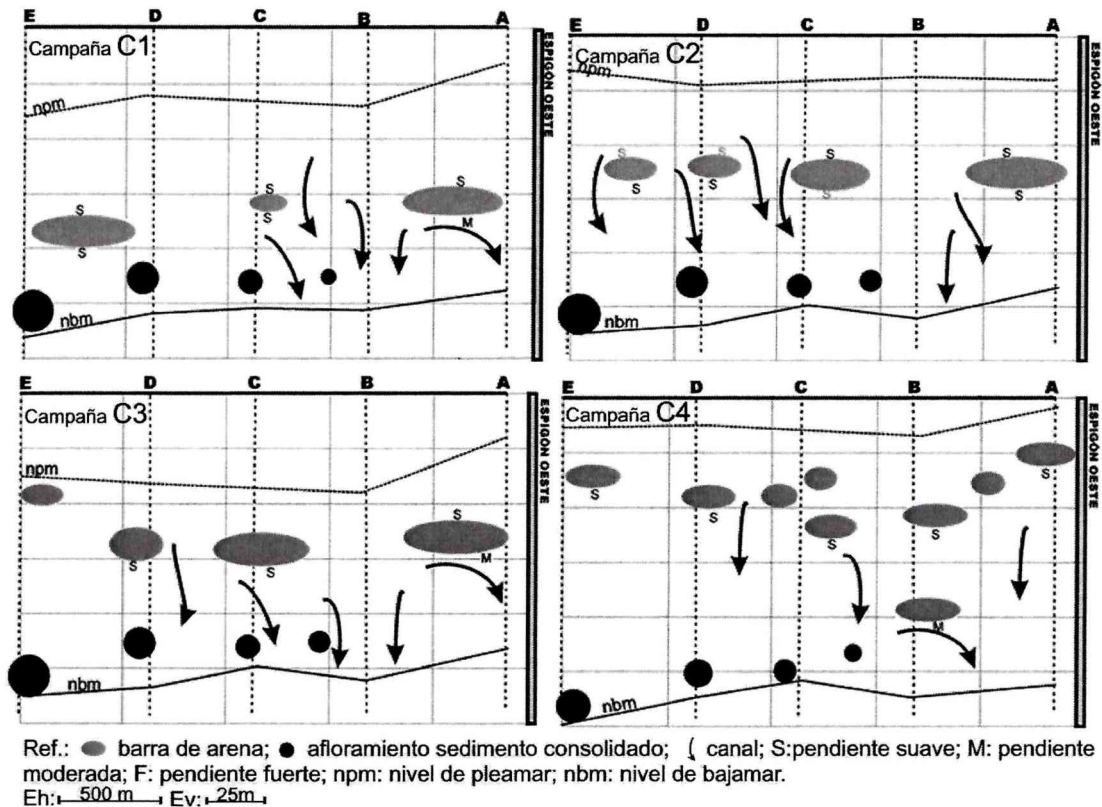 E D C B A
Campaña C1
npm
S
S
S
S
S
M
nbm
ESPIGÓN OESTE
E D C B A
Campaña C2
npm
S
S
S
S
S
S
S
S
nbm
ESPIGÓN OESTE
E D C B A
Campaña C3
npm
S
S
S
M
nbm
ESPIGÓN OESTE
E D C B A
Campaña C4
S
S
S
S
S
M
nbm
ESPIGÓN OESTE
Ref.: barra de arena; afloramiento sedimento consolidado; canal; S:pendiente suave; M: pendiente
moderada; F: pendiente fuerte; npm: nivel de pleamar; nbm: nivel de bajamar.
Eh: 500 m Ev: 25m